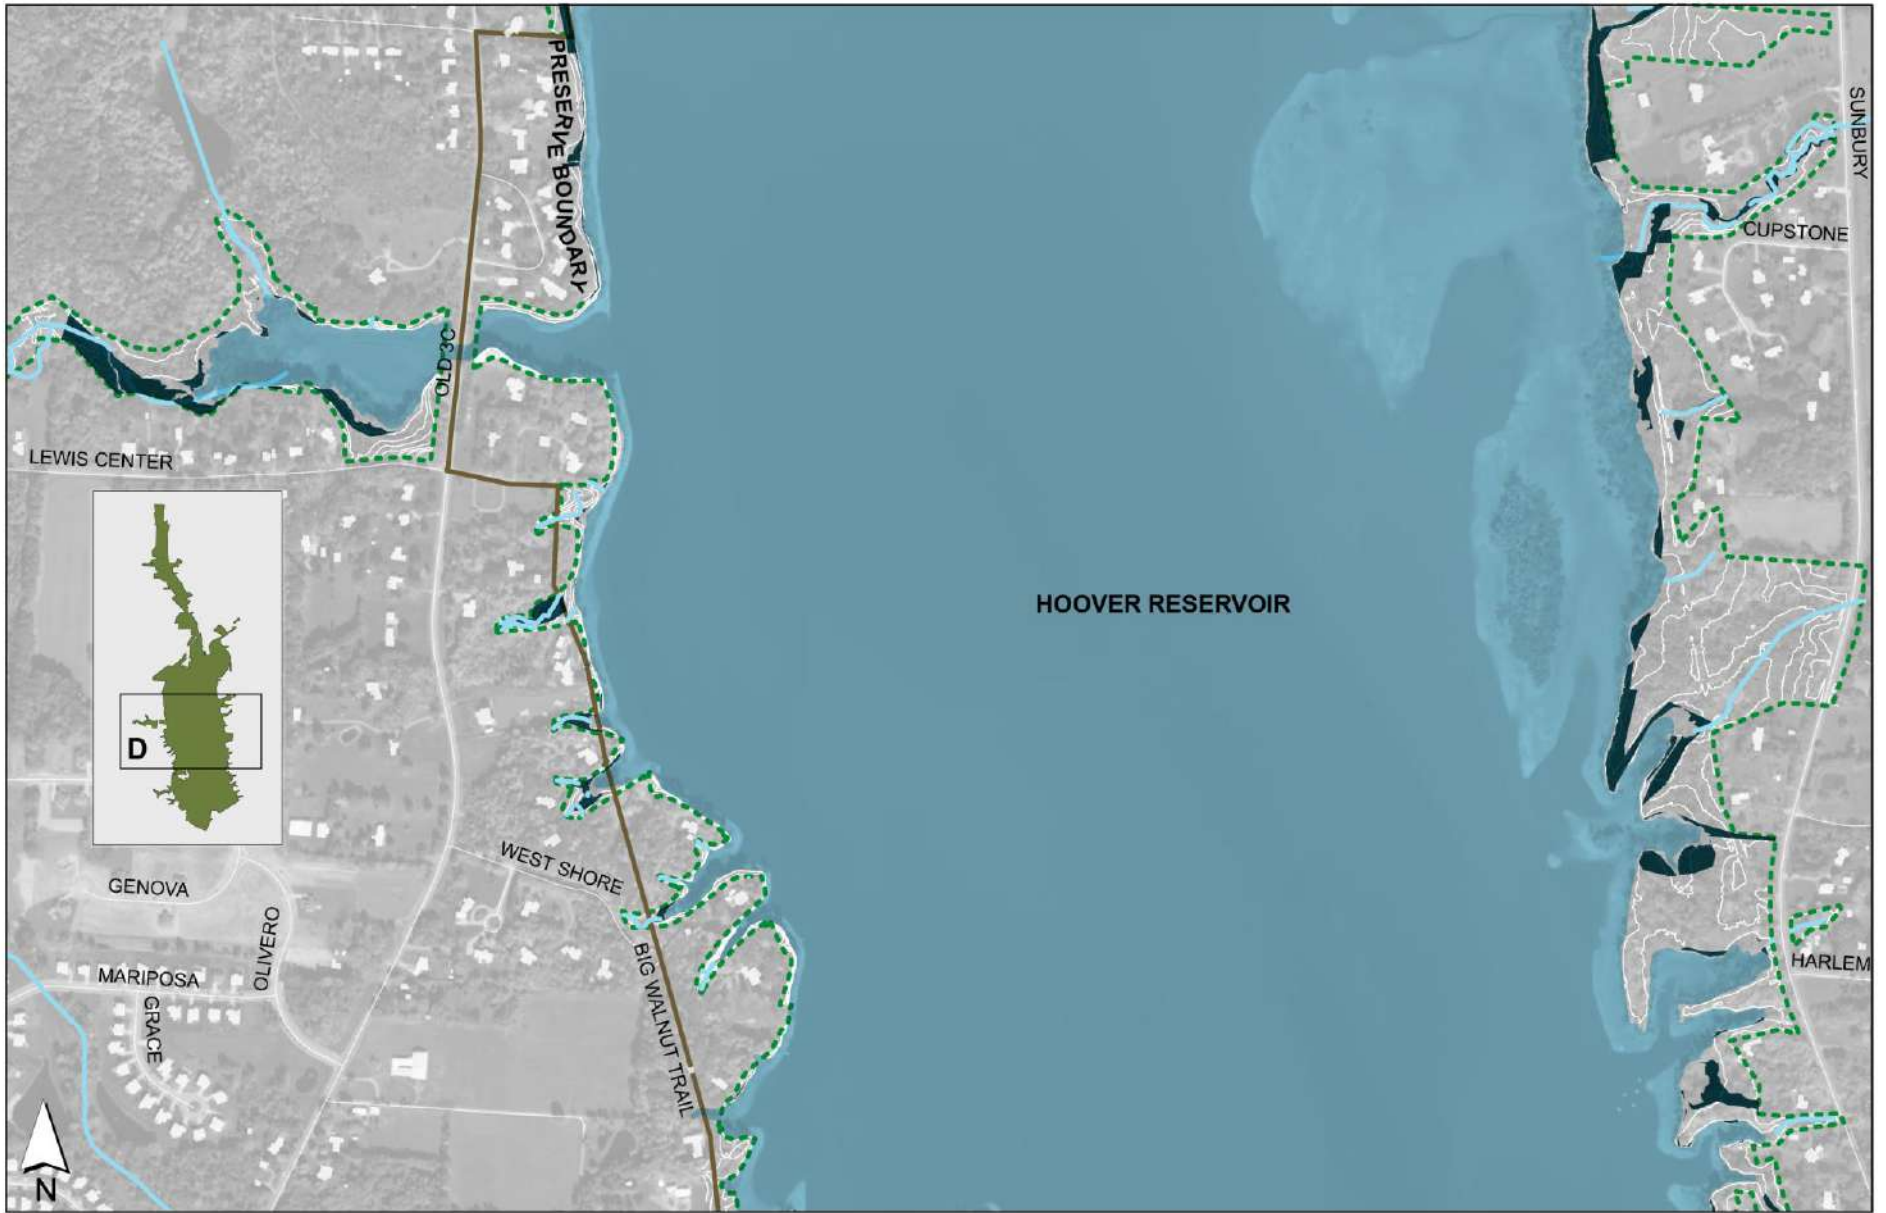 PRESERVE BOUNDARY
SUNBURY
CUPSTONE
OLD 3C
LEWIS CENTER
HOOVER RESERVOIR
D
WEST SHORE
GENOVA
OLIVERO
BIG WALNUT TRAIL
MARIPOSA
HARLEM
GRACE
N